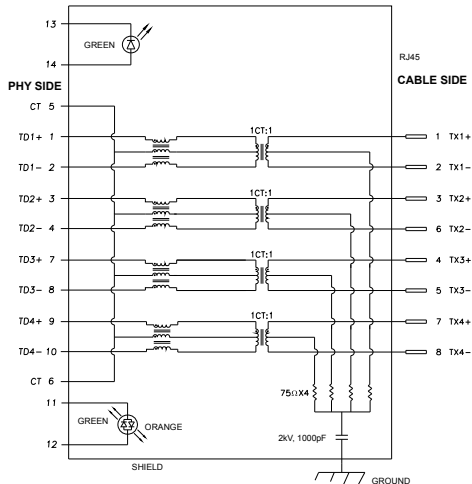 13
GREEN
14
RJ45
PHY SIDE
CABLE SIDE
CT 5
1CT:1
TD1+ 1
1 TX1+
TD1- 2
2 TX1-
1CT:1
TD2+ 3
3 TX2+
TD2- 4
6 TX2-
1CT:1
TD3+ 7
4 TX3+
TD3- 8
5 TX3-
1CT:1
TD4+ 9
7 TX4+
TD4- 10
8 TX4-
CT 6
75ΩX4
11
GREEN
ORANGE
12
2kV, 1000pF
SHIELD
GROUND